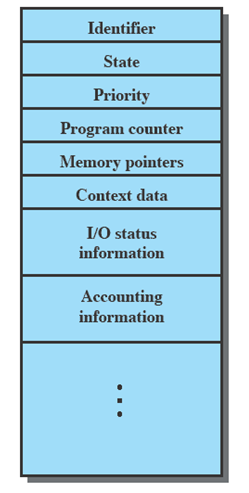 Identifier
State
Priority
Program counter
Memory pointers
Context data
I/O status
information
Accounting
information